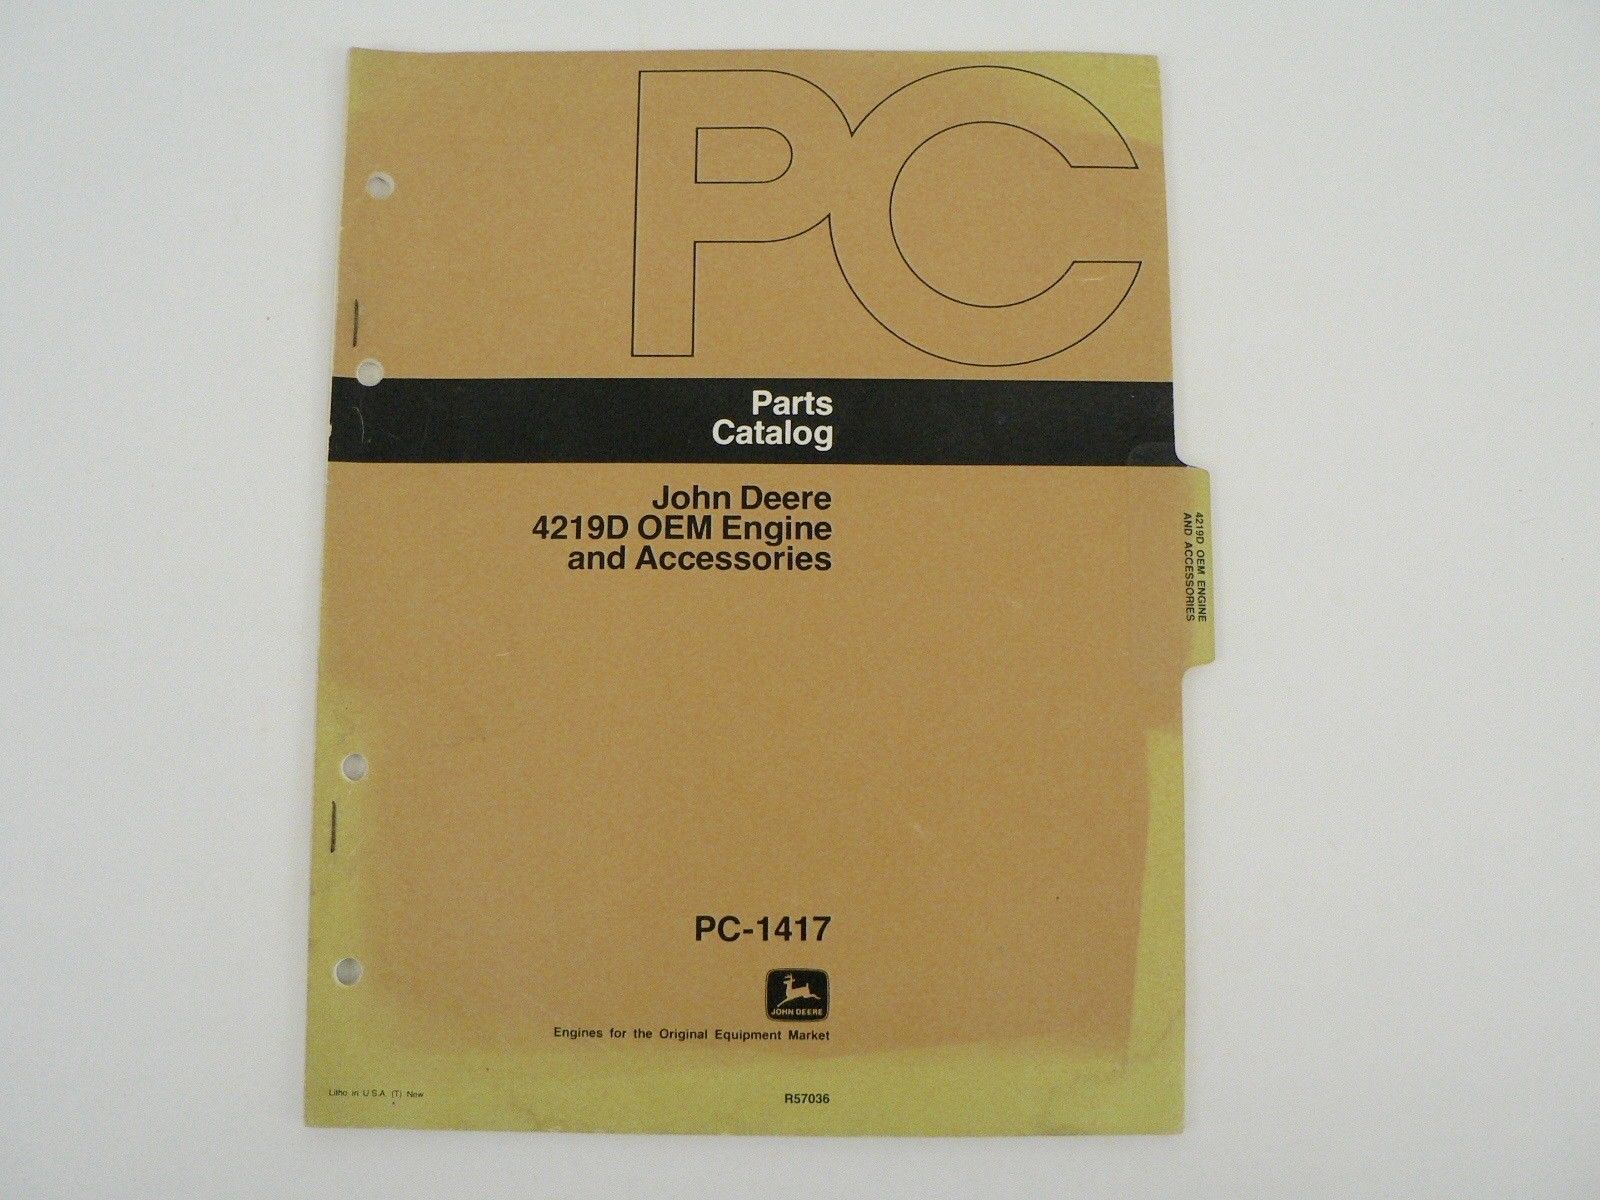 PC
Parts
Catalog
John Deere
4219D OEM Engine
and Accessories
4219D OEM ENGINE
AND ACCESSORIES
PC-1417
JOHN DEERE
Engines for the Original Equipment Market
Litho in U.S.A. (T) New
R57036